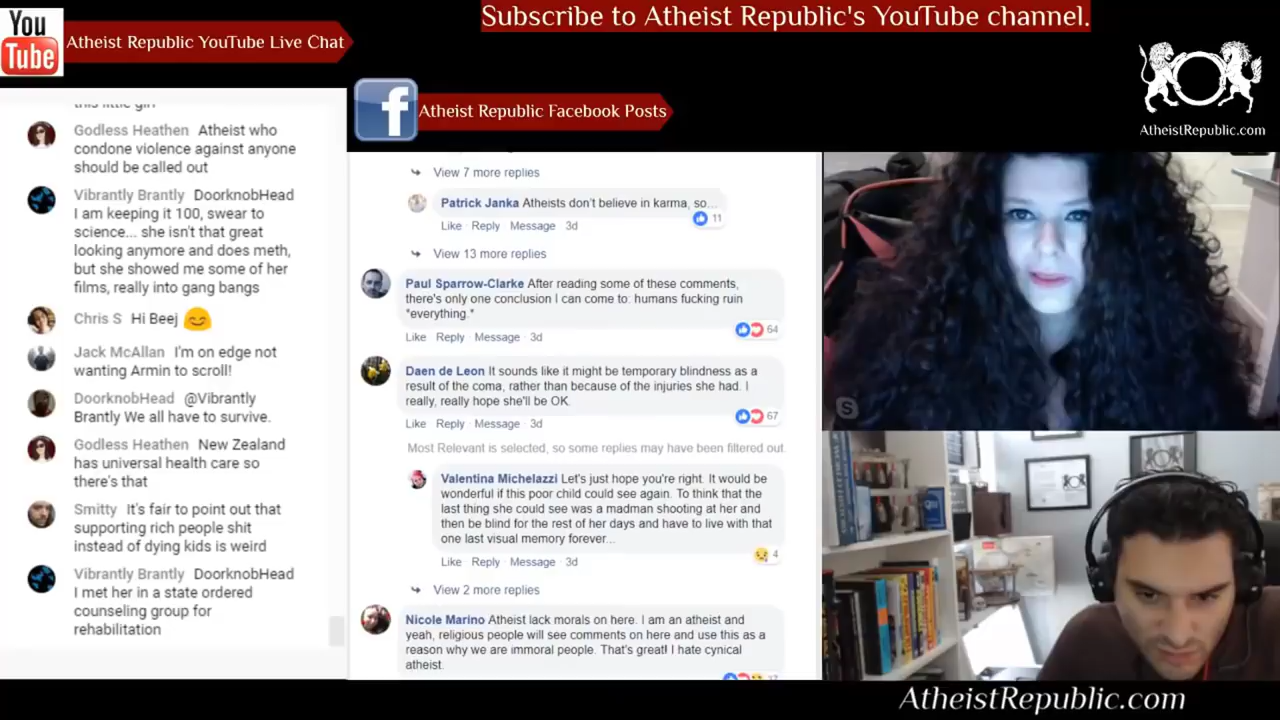 Subscribe to Atheist Republic's YouTube channel.
You
Tube
Atheist Republic YouTube Live Chat
AtheistRepublic.com
f
Atheist Republic Facebook Posts
this little girl
Godless Heathen Atheist who
condone violence against anyone
should be called out
Vibrantly Brantly DoorknobHead
I am keeping it 100, swear to
science... she isn't that great
looking anymore and does meth,
but she showed me some of her
films, really into gang bangs
Chris S Hi Beej 😊
Jack McAllan I'm on edge not
wanting Armin to scroll!
DoorknobHead @Vibrantly
Brantly We all have to survive.
Godless Heathen New Zealand
has universal health care so
there's that
Smitty It's fair to point out that
supporting rich people shit
instead of dying kids is weird
Vibrantly Brantly DoorknobHead
I met her in a state ordered
counseling group for
rehabilitation
View 7 more replies
Patrick Janka Atheists don't believe in karma, so...
11
Like · Reply · Message · 3d
View 13 more replies
Paul Sparrow-Clarke After reading some of these comments,
there's only one conclusion I can come to: humans fucking ruin
*everything.*
64
Like · Reply · Message · 3d
Daen de Leon It sounds like it might be temporary blindness as a
result of the coma, rather than because of the injuries she had. I
really, really hope she'll be OK.
67
Like · Reply · Message · 3d
Most Relevant is selected, so some replies may have been filtered out.
Valentina Michelazzi Let's just hope you're right. It would be
wonderful if this poor child could see again. To think that the
last thing she could see was a madman shooting at her and
then be blind for the rest of her days and have to live with that
one last visual memory forever...
4
Like · Reply · Message · 3d
View 2 more replies
Nicole Marino Atheist lack morals on here. I am an atheist and
yeah, religious people will see comments on here and use this as a
reason why we are immoral people. That's great! I hate cynical
atheist.
AtheistRepublic.com